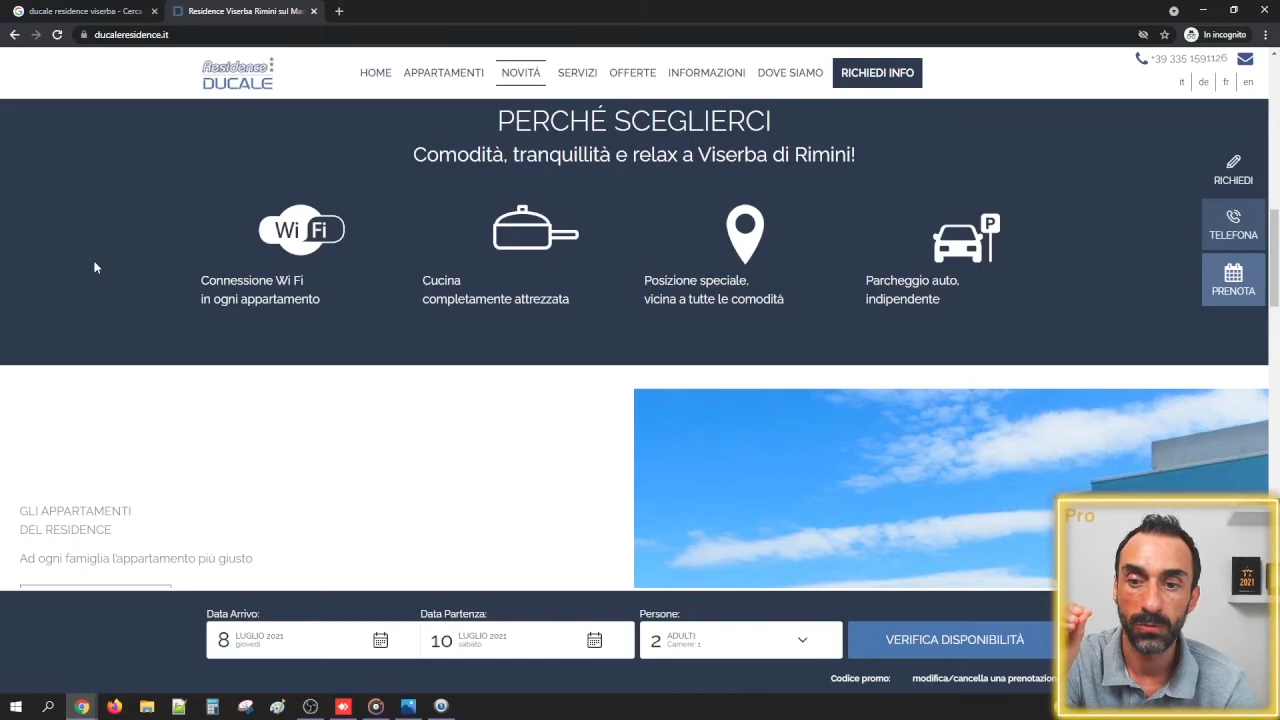 ducale residence viserba - Cerca
Residence Viserba Rimini sul Mar
ducaleresidence.it
In incognito
Residence
DUCALE
HOME
APPARTAMENTI
NOVITÀ
SERVIZI
OFFERTE
INFORMAZIONI
DOVE SIAMO
RICHIEDI INFO
+39 335 1591126
it
de
fr
en
PERCHÉ SCEGLIERCI
Comodità, tranquillità e relax a Viserba di Rimini!
RICHIEDI
TELEFONA
PRENOTA
Wi Fi
P
Connessione Wi Fi
in ogni appartamento
Cucina
completamente attrezzata
Posizione speciale,
vicina a tutte le comodità
Parcheggio auto,
indipendente
GLI APPARTAMENTI
DEL RESIDENCE
Ad ogni famiglia l'appartamento più giusto
Pro
2021
Data Arrivo:
8 LUGLIO 2021
giovedì
Data Partenza:
10 LUGLIO 2021
sabato
Persone:
2 ADULTI:
Camere: 1
VERIFICA DISPONIBILITÀ
Codice promo:
modifica/cancella una prenotazion